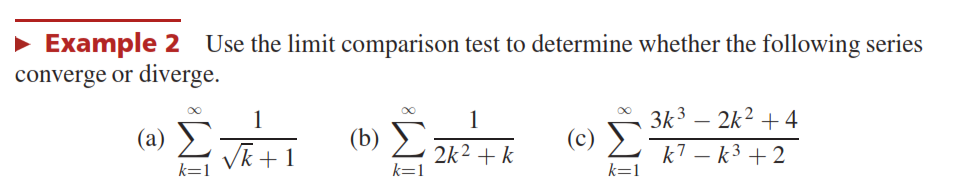 ▶ Example 2 Use the limit comparison test to determine whether the following series
converge or diverge.
(a) ∑_{k=1}^{∞} 1/(√k + 1) (b) ∑_{k=1}^{∞} 1/(2k² + k) (c) ∑_{k=1}^{∞} (3k³ − 2k² + 4)/(k⁷ − k³ + 2)